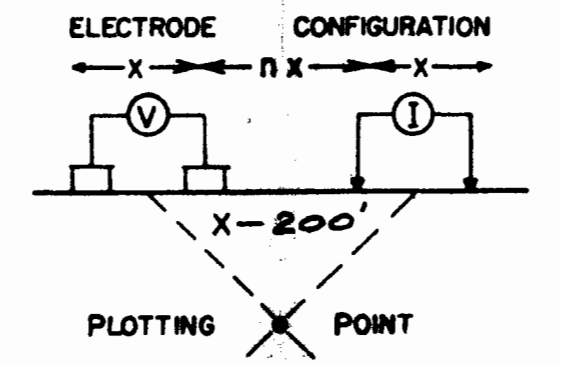 ELECTRODE CONFIGURATION
X n X X
V I
X-200'
PLOTTING POINT